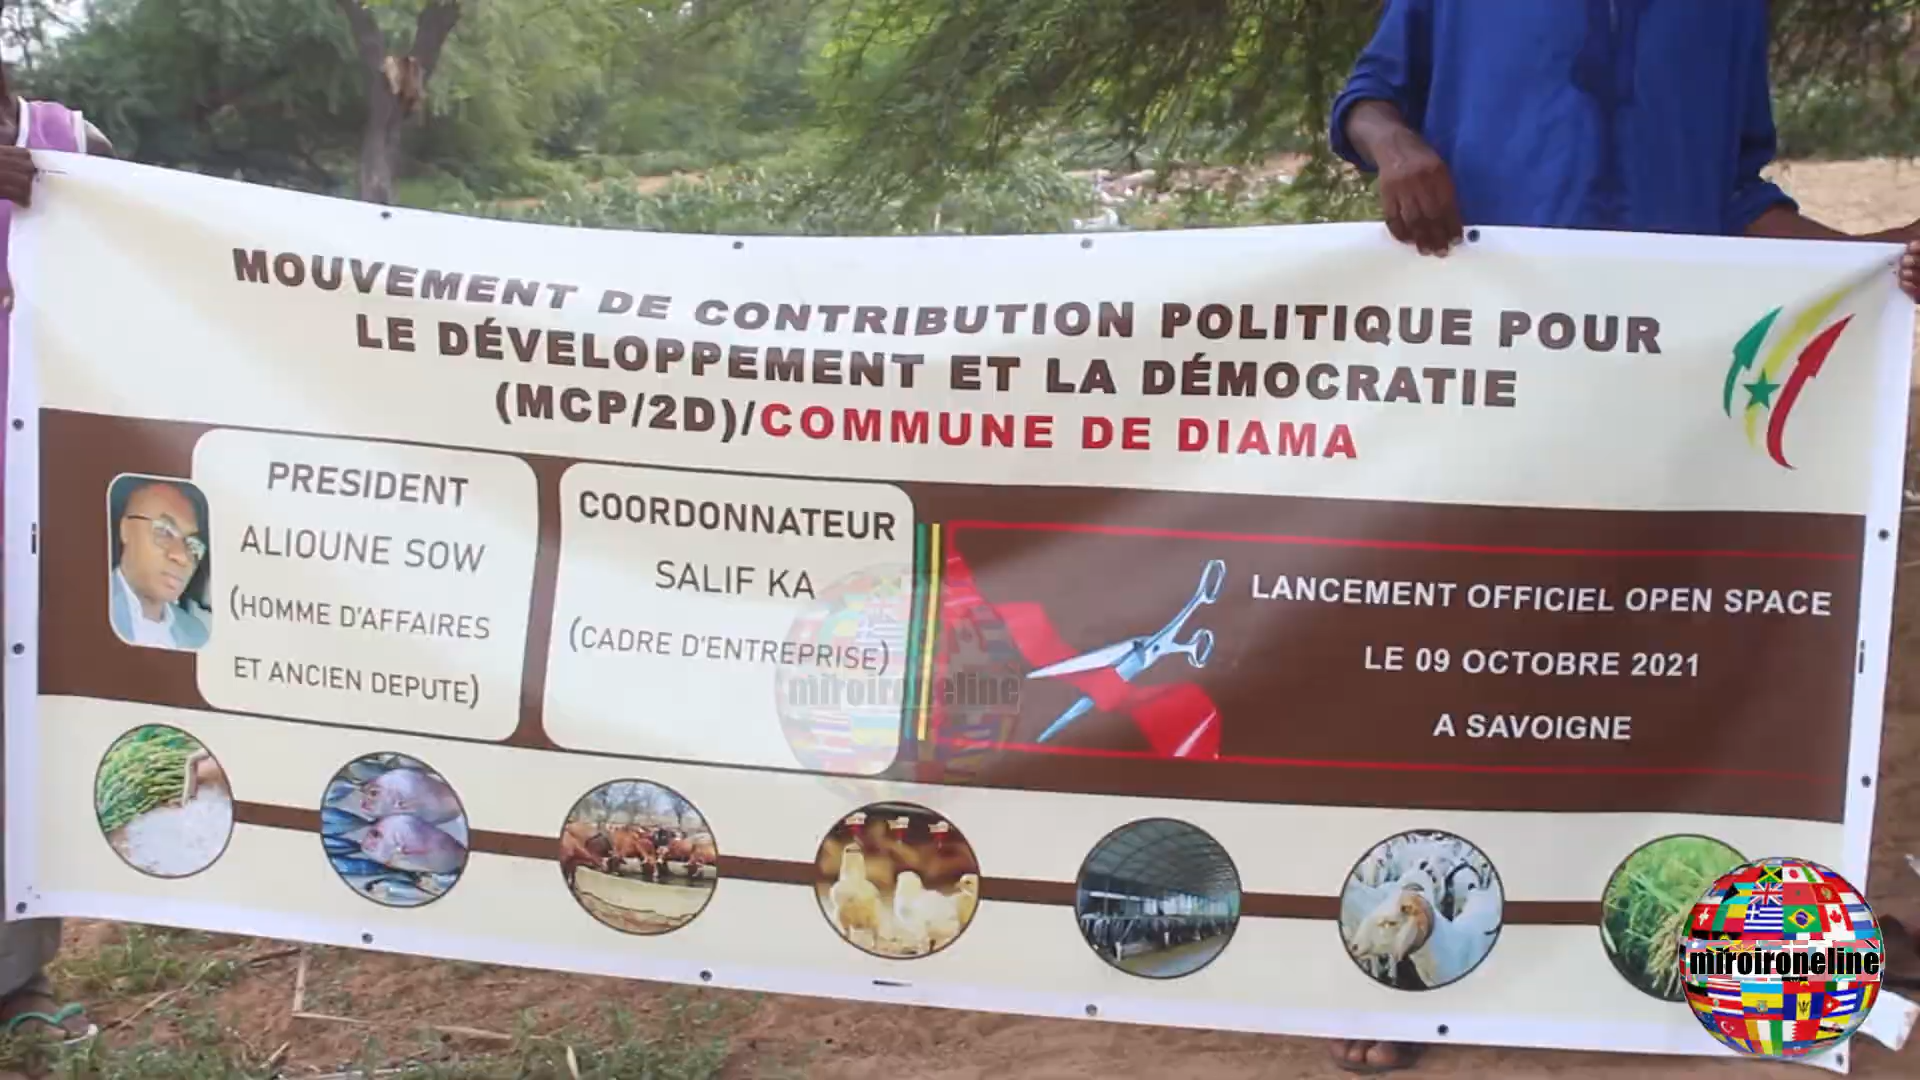 MOUVEMENT DE CONTRIBUTION POLITIQUE POUR
LE DÉVELOPPEMENT ET LA DÉMOCRATIE
(MCP/2D)/COMMUNE DE DIAMA
PRESIDENT
ALIOUNE SOW
(HOMME D'AFFAIRES
ET ANCIEN DEPUTE)
COORDONNATEUR
SALIF KA
(CADRE D'ENTREPRISE)
LANCEMENT OFFICIEL OPEN SPACE
LE 09 OCTOBRE 2021
A SAVOIGNE
miroironeline
miroironeline